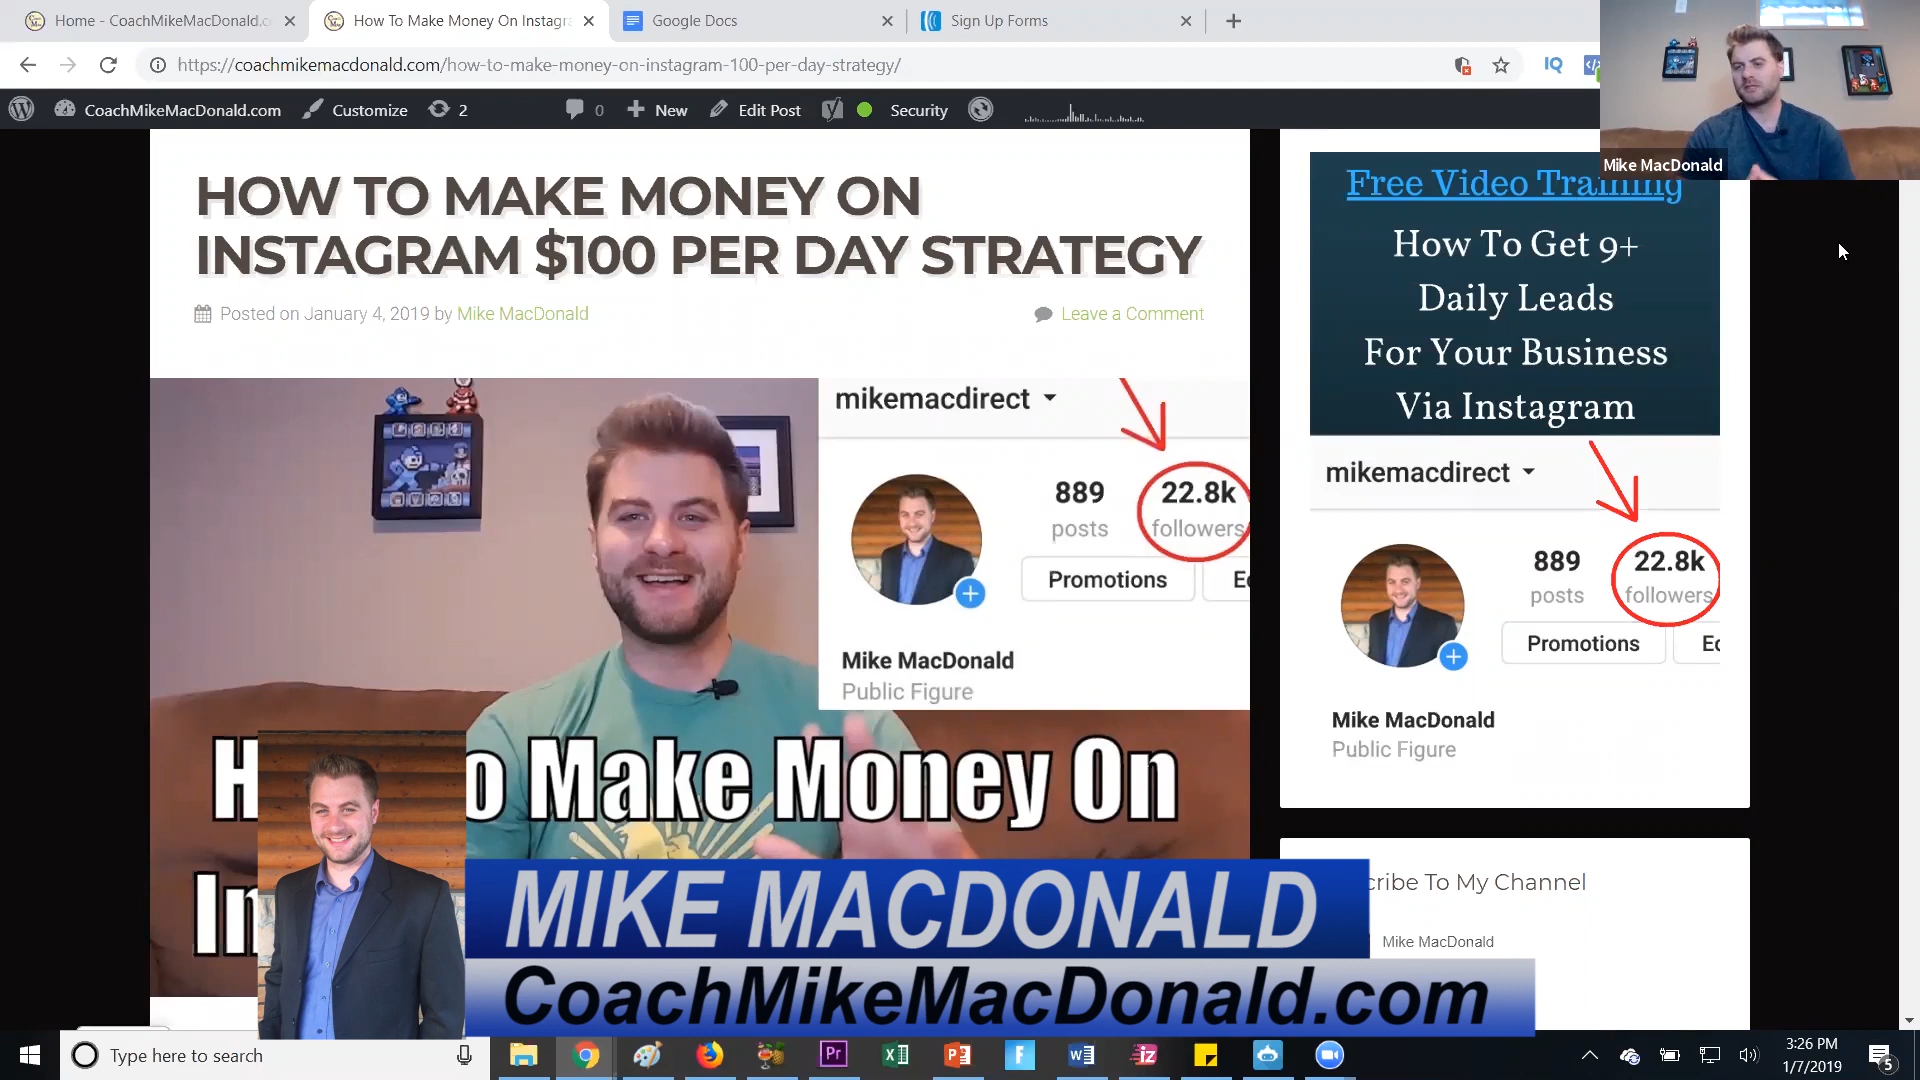 Home - CoachMikeMacDonald.c
How To Make Money On Instagra
Google Docs
Sign Up Forms
https://coachmikemacdonald.com/how-to-make-money-on-instagram-100-per-day-strategy/
IQ
CoachMikeMacDonald.com
Customize
2
0
New
Edit Post
Security
Mike MacDonald
HOW TO MAKE MONEY ON
INSTAGRAM $100 PER DAY STRATEGY
Posted on January 4, 2019 by Mike MacDonald
Leave a Comment
mikemacdirect
889
22.8k
posts
followers
Promotions
Ed
Mike MacDonald
Public Figure
H o Make Money On
In
Free Video Training
How To Get 9+
Daily Leads
For Your Business
Via Instagram
mikemacdirect
889
22.8k
posts
followers
Promotions
Ec
Mike MacDonald
Public Figure
cribe To My Channel
Mike MacDonald
MIKE MACDONALD
CoachMikeMacDonald.com
Type here to search
Pr
3:26 PM
1/7/2019
5